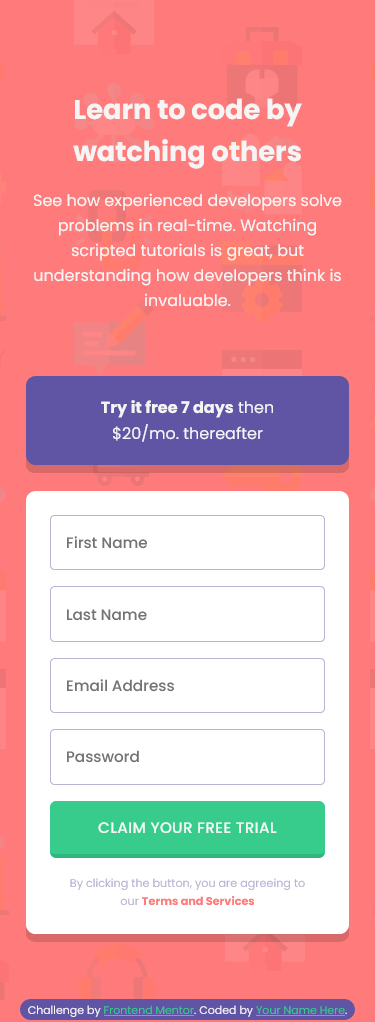 Learn to code by
watching others
See how experienced developers solve
problems in real-time. Watching
scripted tutorials is great, but
understanding how developers think is
invaluable.
Try it free 7 days then
$20/mo. thereafter
First Name
Last Name
Email Address
Password
CLAIM YOUR FREE TRIAL
By clicking the button, you are agreeing to
our Terms and Services
Challenge by Frontend Mentor. Coded by Your Name Here.